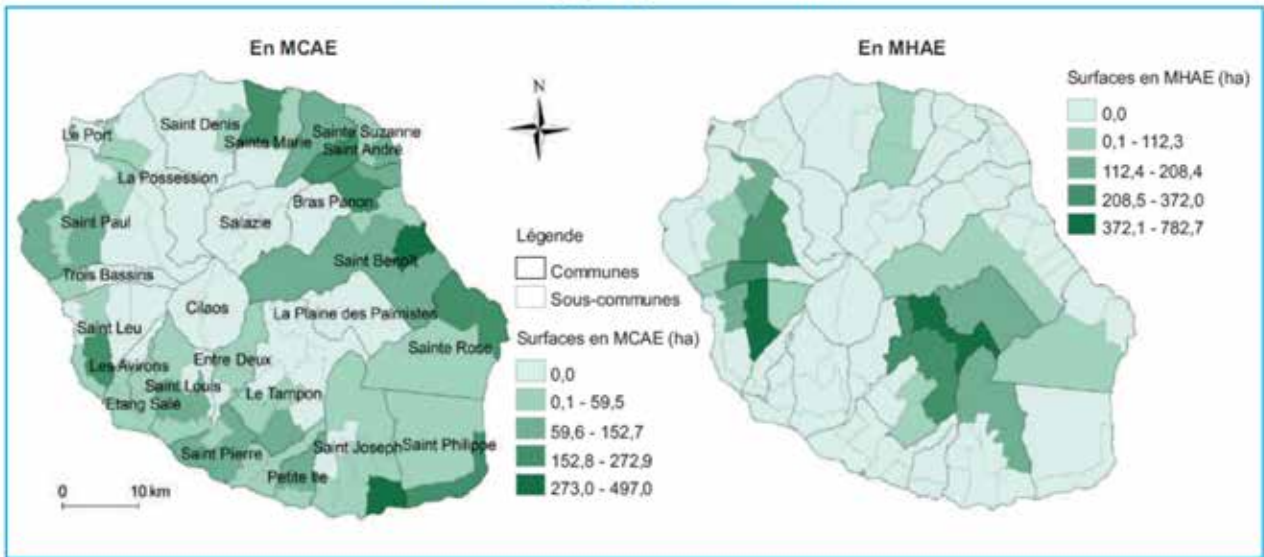 En MCAE
En MHAE
N
Surfaces en MHAE (ha)
0,0
0,1 - 112,3
112,4 - 208,4
208,5 - 372,0
372,1 - 782,7
Le Port
Saint Denis
Sainte Marie
Sainte Suzanne
Saint André
La Possession
Bras Panon
Saint Paul
Salazie
Saint Benoît
Trois Bassins
Cilaos
La Plaine des Palmistes
Saint Leu
Sainte Rose
Les Avirons
Entre Deux
Saint Louis
Le Tampon
Etang Salé
Saint Pierre
Saint Joseph
Saint Philippe
Petite Ile
0 10 km
Légende
Communes
Sous-communes
Surfaces en MCAE (ha)
0,0
0,1 - 59,5
59,6 - 152,7
152,8 - 272,9
273,0 - 497,0